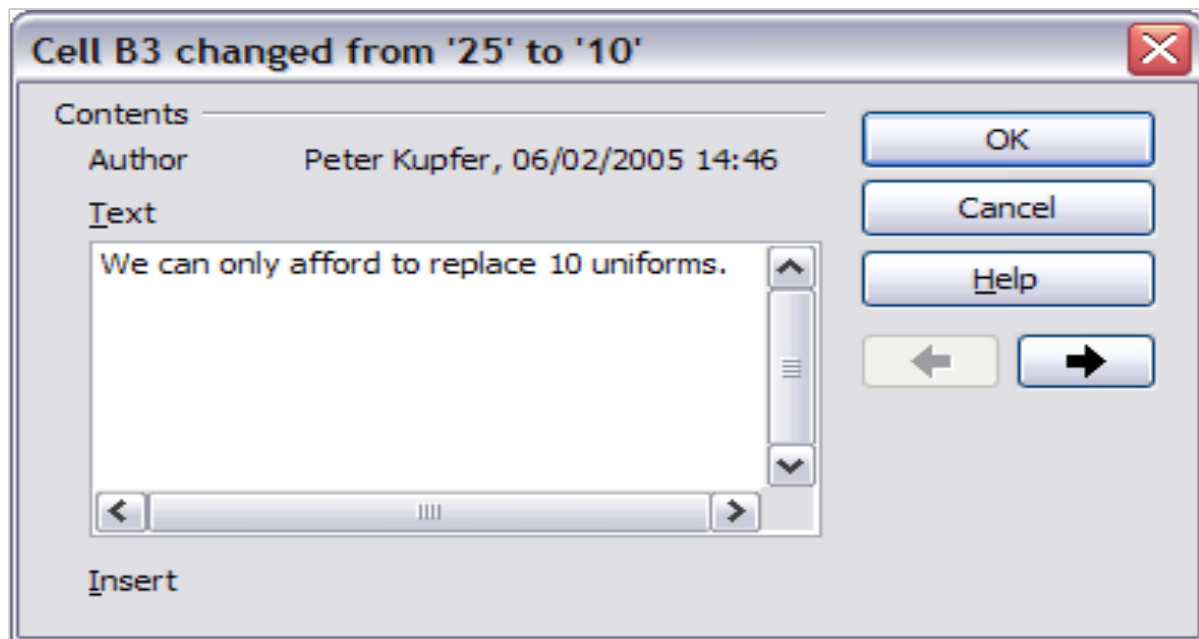 Cell B3 changed from '25' to '10'
Contents
Author Peter Kupfer, 06/02/2005 14:46
Text
We can only afford to replace 10 uniforms.
Insert
OK
Cancel
Help